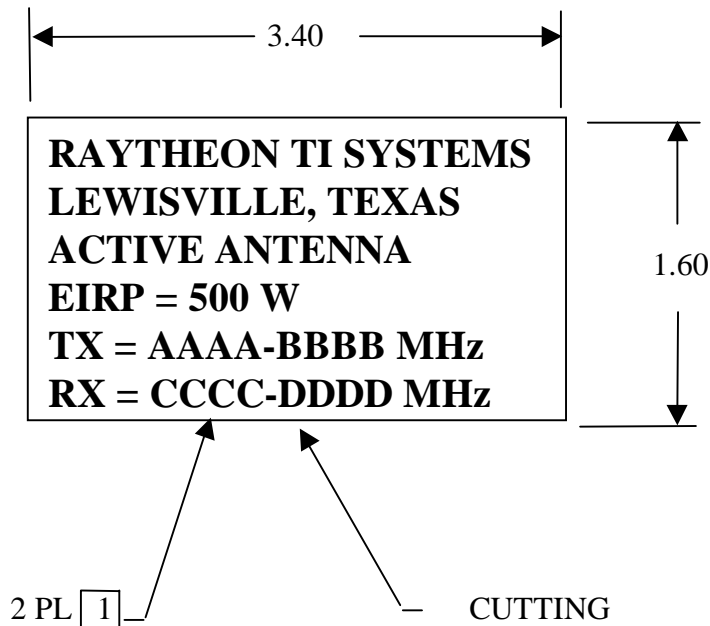 3.40
RAYTHEON TI SYSTEMS
LEWISVILLE, TEXAS
ACTIVE ANTENNA
EIRP = 500 W
TX = AAAA-BBBB MHz
RX = CCCC-DDDD MHz
1.60
2 PL 1
CUTTING